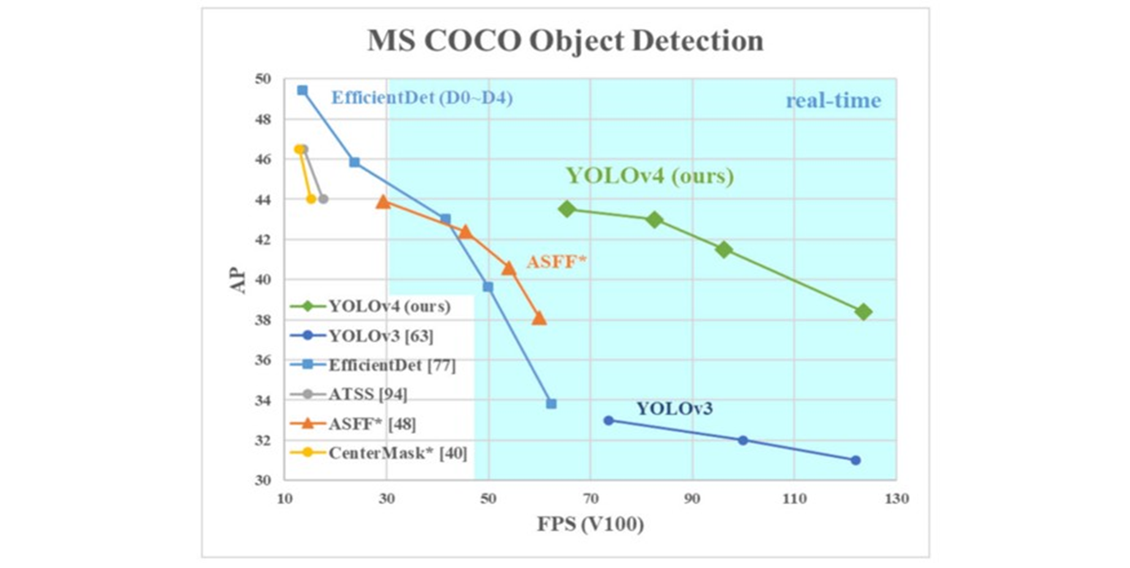 MS COCO Object Detection
50
EfficientDet (D0~D4)
real-time
48
46
YOLOv4 (ours)
44
42
ASFF*
40
AP
YOLOv4 (ours)
38
YOLOv3 [63]
36
EfficientDet [77]
34
ATSS [94]
YOLOv3
ASFF* [48]
32
CenterMask* [40]
30
10 30 50 70 90 110 130
FPS (V100)